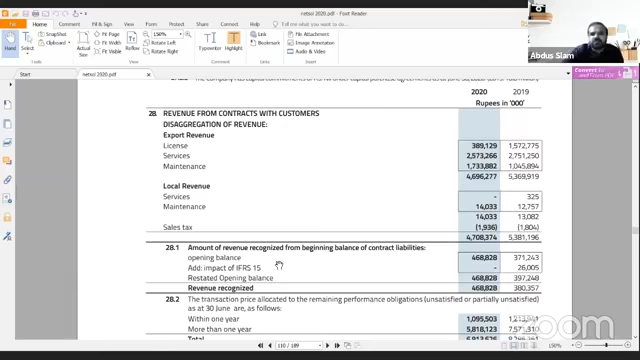 netsol 2020.pdf - Foxit Reader
File
Home
Comment
Fill & Sign
Form
Tell me what you want to do...
Hand
Select
SnapShot
Clipboard
Fit Page
Fit Width
Reflow
150%
Rotate Left
Rotate Right
Typewriter
Highlight
Link
Bookmark
File Attachment
Image Annotation
Audio & Video
Abdus Slam
Start
netsol 2020.pdf
2020 2019
Rupees in '000
28. REVENUE FROM CONTRACTS WITH CUSTOMERS
DISAGGREGATION OF REVENUE:
Export Revenue
License 389,129 1,572,775
Services 2,573,266 2,751,250
Maintenance 1,733,882 1,045,894
4,696,277 5,369,919
Local Revenue
Services - 325
Maintenance 14,033 12,757
14,033 13,082
Sales tax (1,936) (1,804)
4,708,374 5,381,196
28.1 Amount of revenue recognized from beginning balance of contract liabilities:
opening balance 468,828 371,243
Add: impact of IFRS 15 - 26,005
Restated Opening balance 468,828 397,248
Revenue recognized 468,828 380,357
28.2 The transaction price allocated to the remaining performance obligations (unsatisfied or partially unsatisfied)
as at 30 June are, as follows:
Within one year 1,095,503
More than one year 5,818,123
Total
zoom
110 / 189
150%